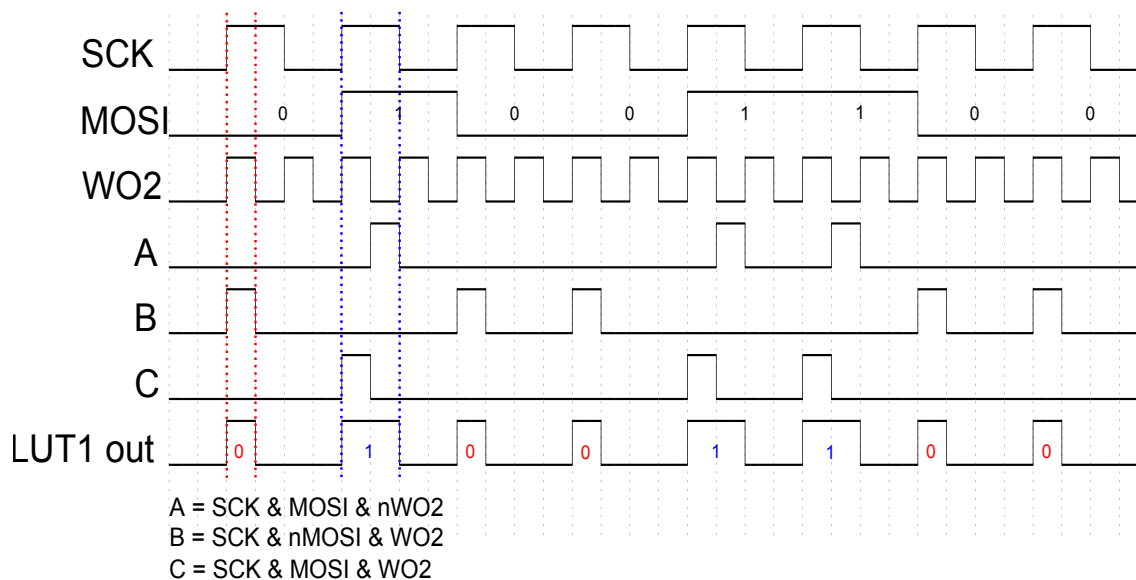 SCK
MOSI 0 1 0 0 1 1 0 0
WO2
A
B
C
LUT1 out 0 1 0 0 1 1 0 0
A = SCK & MOSI & nWO2
B = SCK & nMOSI & WO2
C = SCK & MOSI & WO2